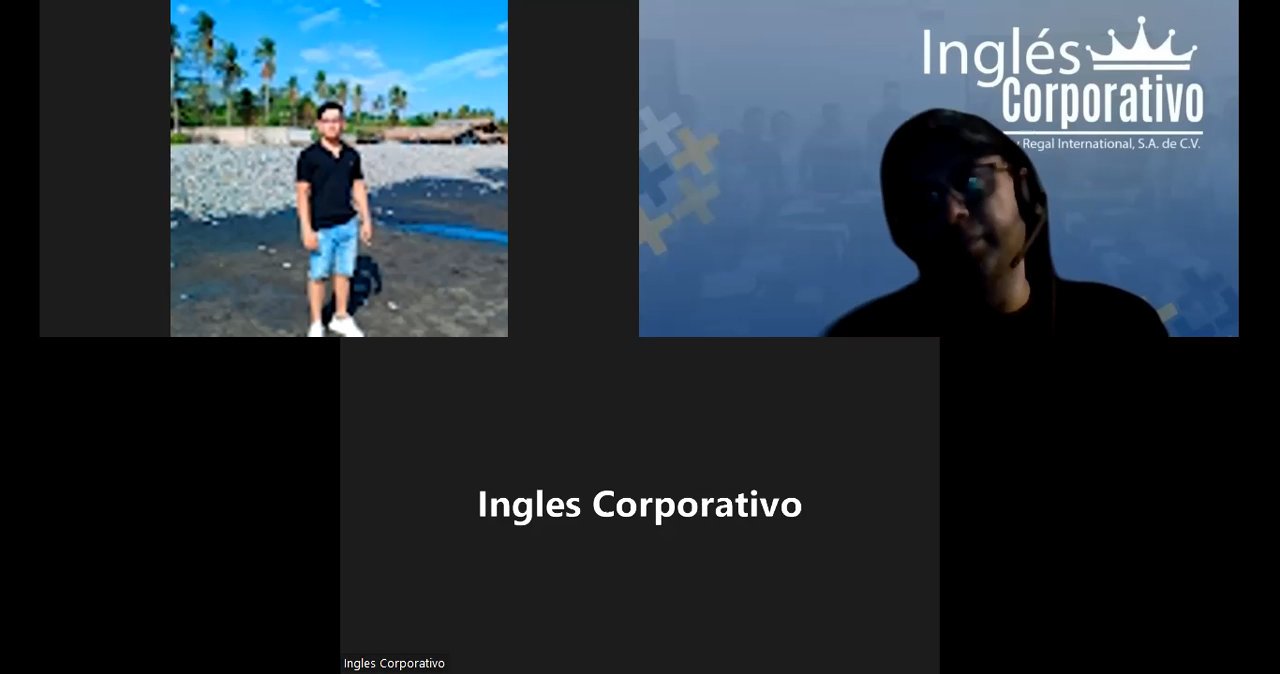 Inglés
Corporativo
y Regal International, S.A. de C.V.
Ingles Corporativo
Ingles Corporativo